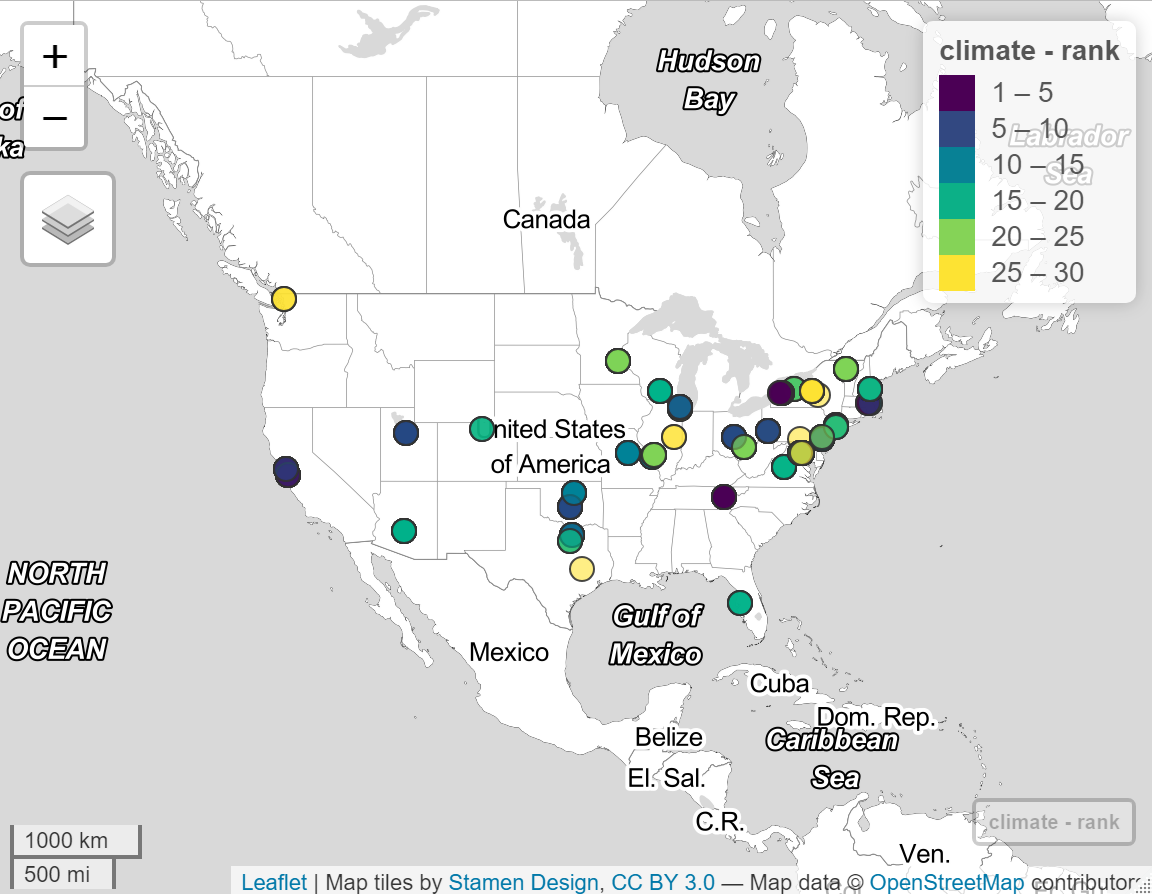 +
−
of
ka
Hudson
Bay
climate - rank
1 – 5
5 – 10
10 – 15
15 – 20
20 – 25
25 – 30
Labrador
Sea
Canada
United States
of America
NORTH
PACIFIC
OCEAN
Gulf of
Mexico
Mexico
Cuba
Dom. Rep.
Belize
Caribbean
Sea
El. Sal.
C.R.
Ven.
climate - rank
1000 km
500 mi
Leaflet | Map tiles by Stamen Design, CC BY 3.0 — Map data © OpenStreetMap contributors